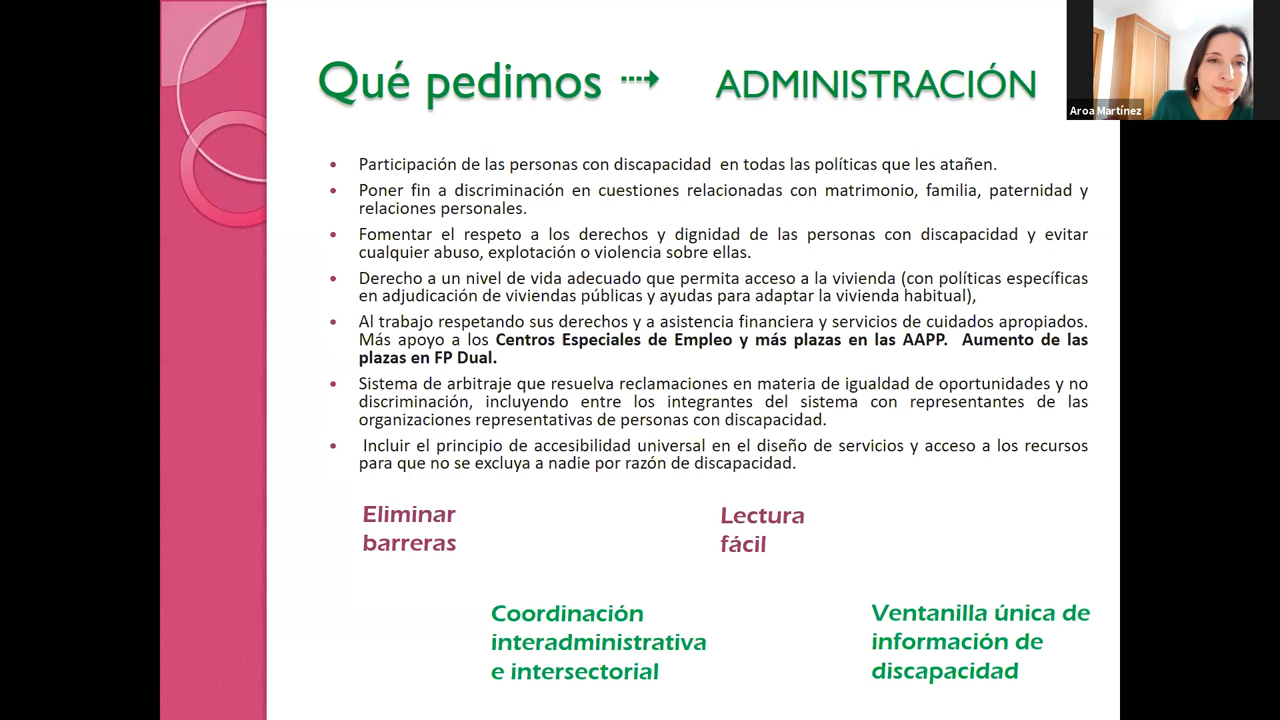 Qué pedimos ⇢ ADMINISTRACIÓN
Aroa Martínez
• Participación de las personas con discapacidad en todas las políticas que les atañen.
• Poner fin a discriminación en cuestiones relacionadas con matrimonio, familia, paternidad y
relaciones personales.
• Fomentar el respeto a los derechos y dignidad de las personas con discapacidad y evitar
cualquier abuso, explotación o violencia sobre ellas.
• Derecho a un nivel de vida adecuado que permita acceso a la vivienda (con políticas específicas
en adjudicación de viviendas públicas y ayudas para adaptar la vivienda habitual),
• Al trabajo respetando sus derechos y a asistencia financiera y servicios de cuidados apropiados.
Más apoyo a los Centros Especiales de Empleo y más plazas en las AAPP. Aumento de las
plazas en FP Dual.
• Sistema de arbitraje que resuelva reclamaciones en materia de igualdad de oportunidades y no
discriminación, incluyendo entre los integrantes del sistema con representantes de las
organizaciones representativas de personas con discapacidad.
• Incluir el principio de accesibilidad universal en el diseño de servicios y acceso a los recursos
para que no se excluya a nadie por razón de discapacidad.
Eliminar
barreras
Lectura
fácil
Coordinación
interadministrativa
e intersectorial
Ventanilla única de
información de
discapacidad